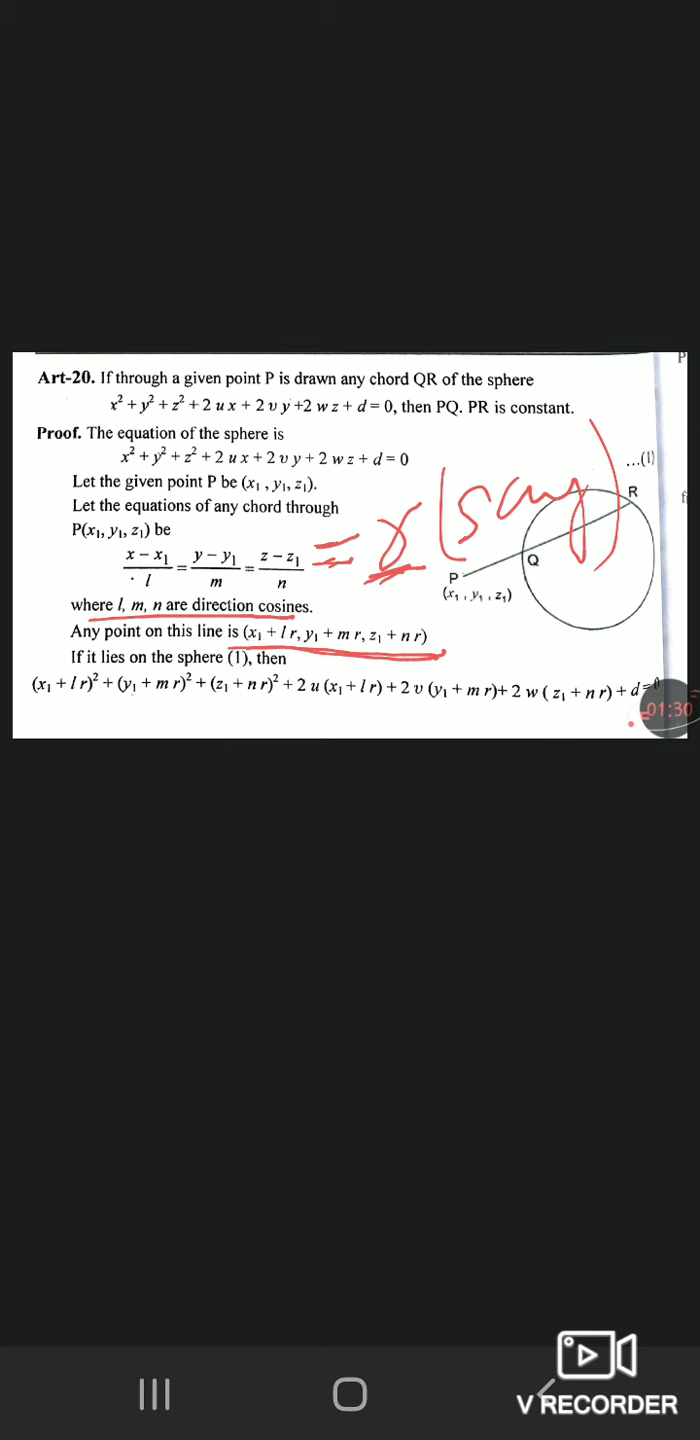 P
Art-20. If through a given point P is drawn any chord QR of the sphere
x² + y² + z² + 2 u x + 2 v y +2 w z + d = 0, then PQ. PR is constant.
Proof. The equation of the sphere is
x² + y² + z² + 2 u x + 2 v y + 2 w z + d = 0 ...(1)
Let the given point P be (x₁ , y₁, z₁).
Let the equations of any chord through
P(x₁, y₁, z₁) be
(x − x₁)/l = (y − y₁)/m = (z − z₁)/n = r (say)
R
Q
P
(x₁ , y₁ , z₁)
where l, m, n are direction cosines.
Any point on this line is (x₁ + l r, y₁ + m r, z₁ + n r)
If it lies on the sphere (1), then
(x₁ + l r)² + (y₁ + m r)² + (z₁ + n r)² + 2 u (x₁ + l r) + 2 v (y₁ + m r)+ 2 w ( z₁ + n r) + d = 0
01:30
V RECORDER